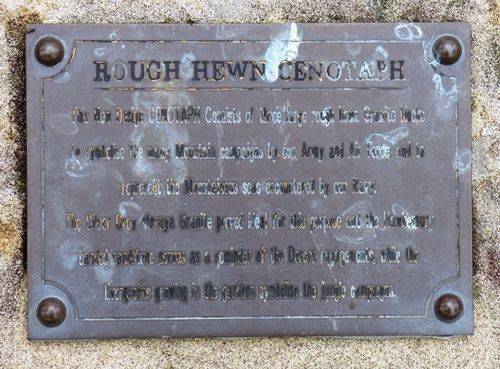 ROUGH HEWN CENOTAPH
The New Design CENOTAPH Consists of three large rough hewn Granite blocks
to symbolise the many Mountain campaigns by our Army and Air Force and to
represent the Mountainous seas encountered by our Navy.
The Silver Grey Moruya Granite proved ideal for this purpose and the Hawkesbury
banded sandstone serves as a reminder of the Desert engagements, while the
Evergreens growing in the gardens symbolise the jungle campaigns.